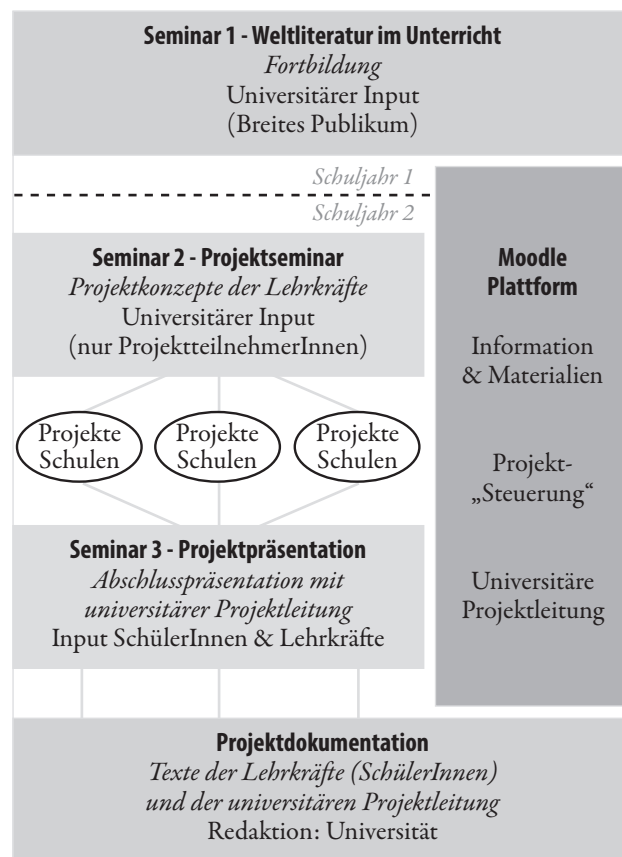 Seminar 1 - Weltliteratur im Unterricht
Fortbildung
Universitärer Input
(Breites Publikum)
Schuljahr 1
Schuljahr 2
Seminar 2 - Projektseminar
Projektkonzepte der Lehrkräfte
Universitärer Input
(nur ProjektteilnehmerInnen)
Projekte
Schulen
Projekte
Schulen
Projekte
Schulen
Seminar 3 - Projektpräsentation
Abschlusspräsentation mit
universitärer Projektleitung
Input SchülerInnen & Lehrkräfte
Moodle
Plattform
Information
& Materialien
Projekt-
„Steuerung“
Universitäre
Projektleitung
Projektdokumentation
Texte der Lehrkräfte (SchülerInnen)
und der universitären Projektleitung
Redaktion: Universität